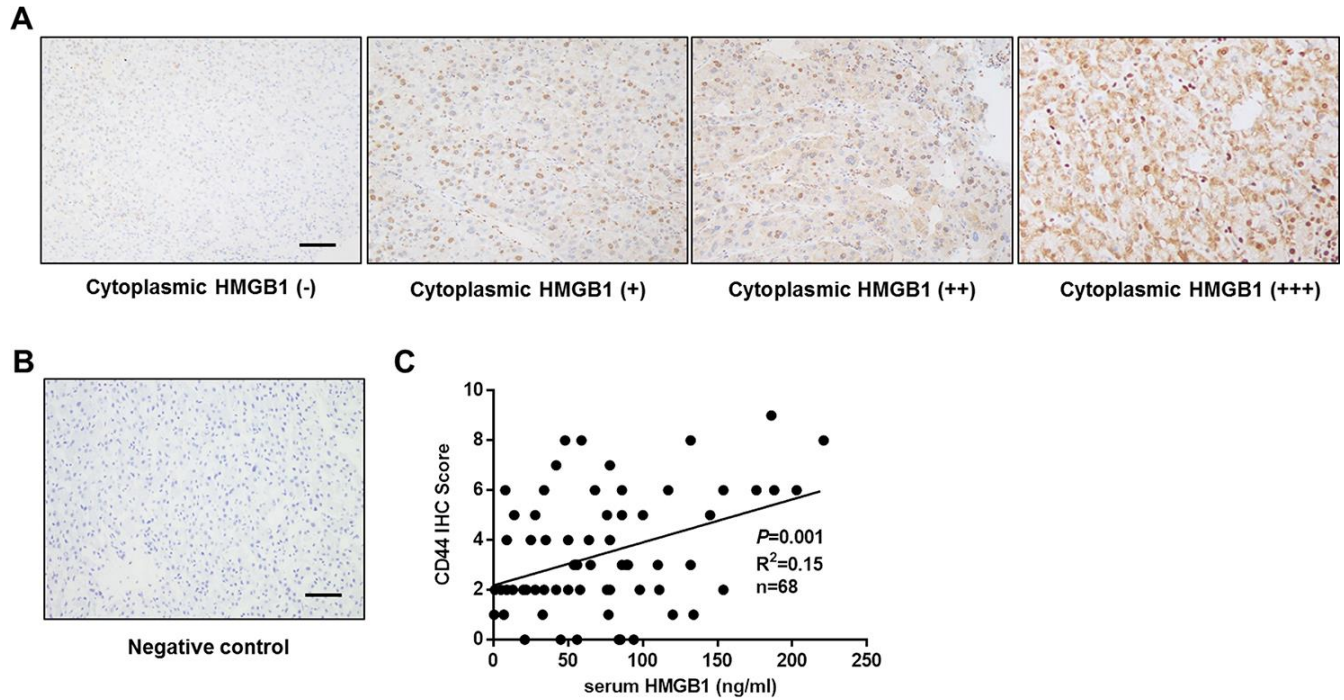 A
Cytoplasmic HMGB1 (-)
Cytoplasmic HMGB1 (+)
Cytoplasmic HMGB1 (++)
Cytoplasmic HMGB1 (+++)
B
Negative control
C
CD44 IHC Score
10
8
6
4
2
0
P=0.001
R²=0.15
n=68
0
50
100
150
200
250
serum HMGB1 (ng/ml)